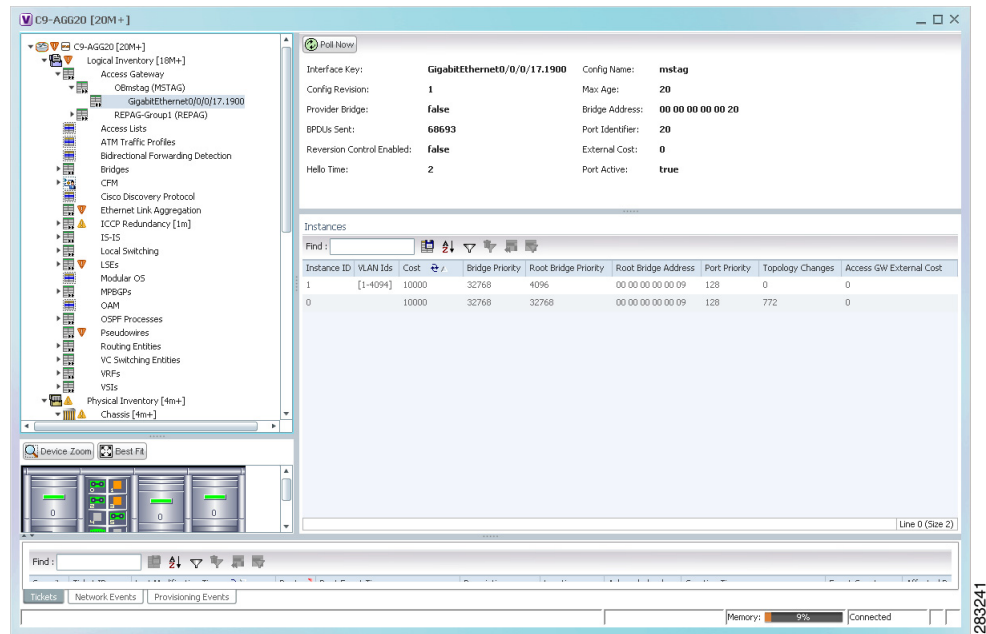 C9-AGG20 [20M+]
C9-AGG20 [20M+]
Logical Inventory [18M+]
Access Gateway
OBmstag (MSTAG)
GigabitEthernet0/0/0/17.1900
REPAG-Group1 (REPAG)
Access Lists
ATM Traffic Profiles
Bidirectional Forwarding Detection
Bridges
CFM
Cisco Discovery Protocol
Ethernet Link Aggregation
ICCP Redundancy [1m]
IS-IS
Local Switching
LSEs
Modular OS
MPBGPs
OAM
OSPF Processes
Pseudowires
Routing Entities
VC Switching Entities
VRFs
VSIs
Physical Inventory [4m+]
Chassis [4m+]
Device Zoom Best Fit
0 0 0
Poll Now
Interface Key: GigabitEthernet0/0/0/17.1900 Config Name: mstag
Config Revision: 1 Max Age: 20
Provider Bridge: false Bridge Address: 00 00 00 00 00 20
BPDUs Sent: 68693 Port Identifier: 20
Reversion Control Enabled: false External Cost: 0
Hello Time: 2 Port Active: true
Instances
Find :
Instance ID VLAN Ids Cost Bridge Priority Root Bridge Priority Root Bridge Address Port Priority Topology Changes Access GW External Cost
1 [1-4094] 10000 32768 4096 00 00 00 00 00 09 128 0 0
0 10000 32768 32768 00 00 00 00 00 09 128 772 0
Line 0 (Size 2)
Find :
Tickets Network Events Provisioning Events
Memory: 9% Connected
283241